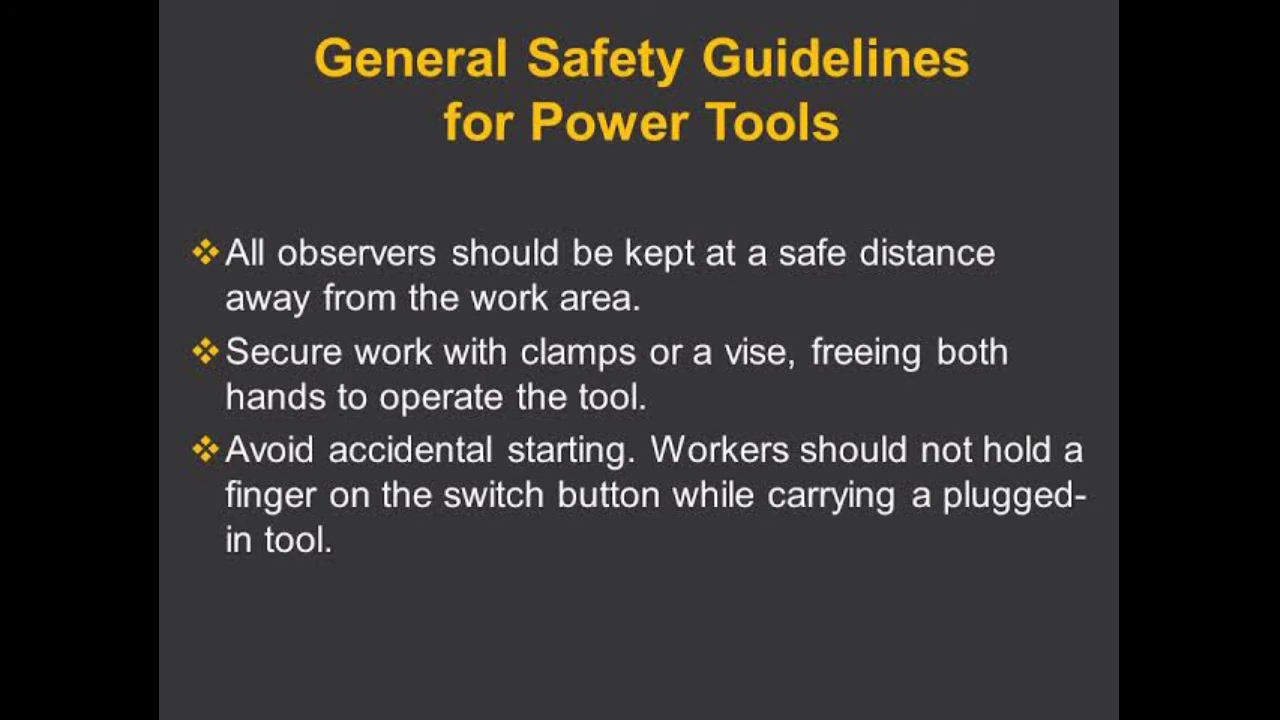 General Safety Guidelines
for Power Tools
❖All observers should be kept at a safe distance
away from the work area.
❖Secure work with clamps or a vise, freeing both
hands to operate the tool.
❖Avoid accidental starting. Workers should not hold a
finger on the switch button while carrying a plugged-
in tool.